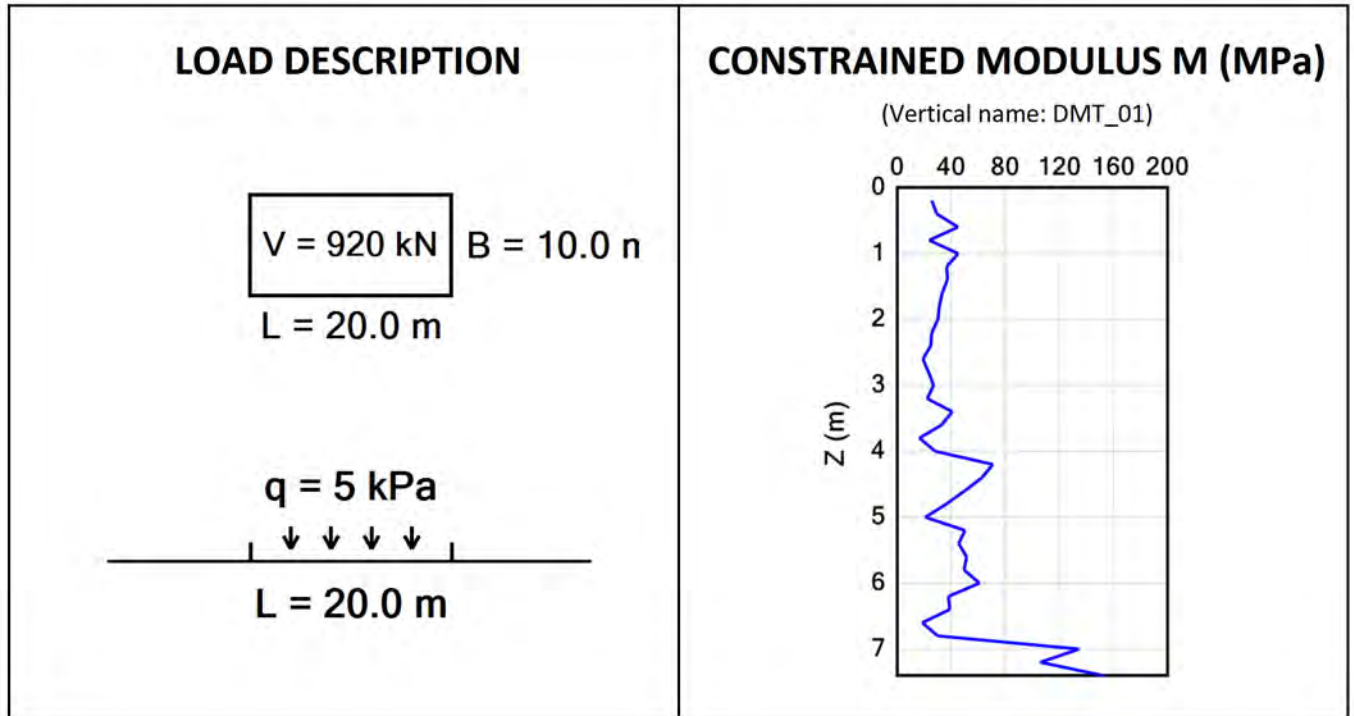 LOAD DESCRIPTION
V = 920 kN
B = 10.0 n
L = 20.0 m
q = 5 kPa
L = 20.0 m
CONSTRAINED MODULUS M (MPa)
(Vertical name: DMT_01)
0 40 80 120 160 200
0
1
2
3
4
5
6
7
Z (m)